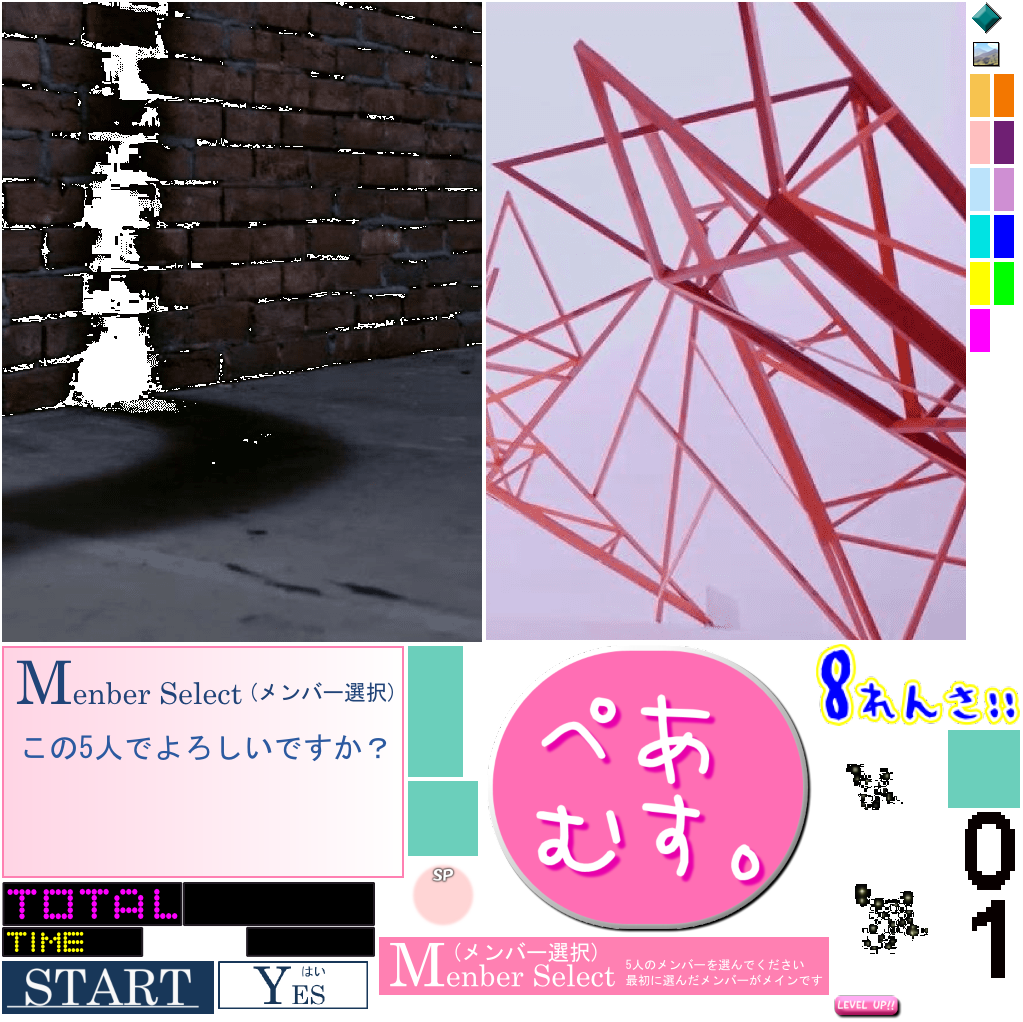 Menber Select (メンバー選択)
この5人でよろしいですか？
あす。
ぺむ
8れんさ!!
SP
0
1
TOTAL
TIME
START
はい
YES
(メンバー選択)
Menber Select
5人のメンバーを選んでください
最初に選んだメンバーがメインです
LEVEL UP!!